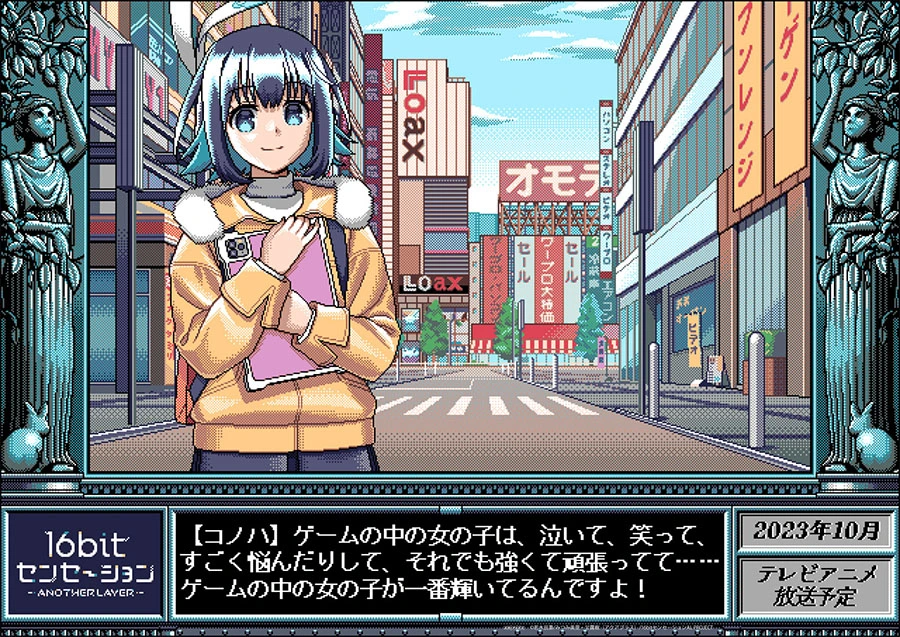 Loax
オモテ
オレンジ
ゲン
パソコン
ステレオ
ビデオ
ワープロ
エアコン
セール
ワープロ大特価
セール
Loax
ビデオ
【コノハ】ゲームの中の女の子は、泣いて、笑って、
すごく悩んだりして、それでも強くて頑張ってて……
ゲームの中の女の子が一番輝いてるんですよ！
16bit
センセーション
-ANOTHER LAYER-
2023年10月
テレビアニメ
放送予定